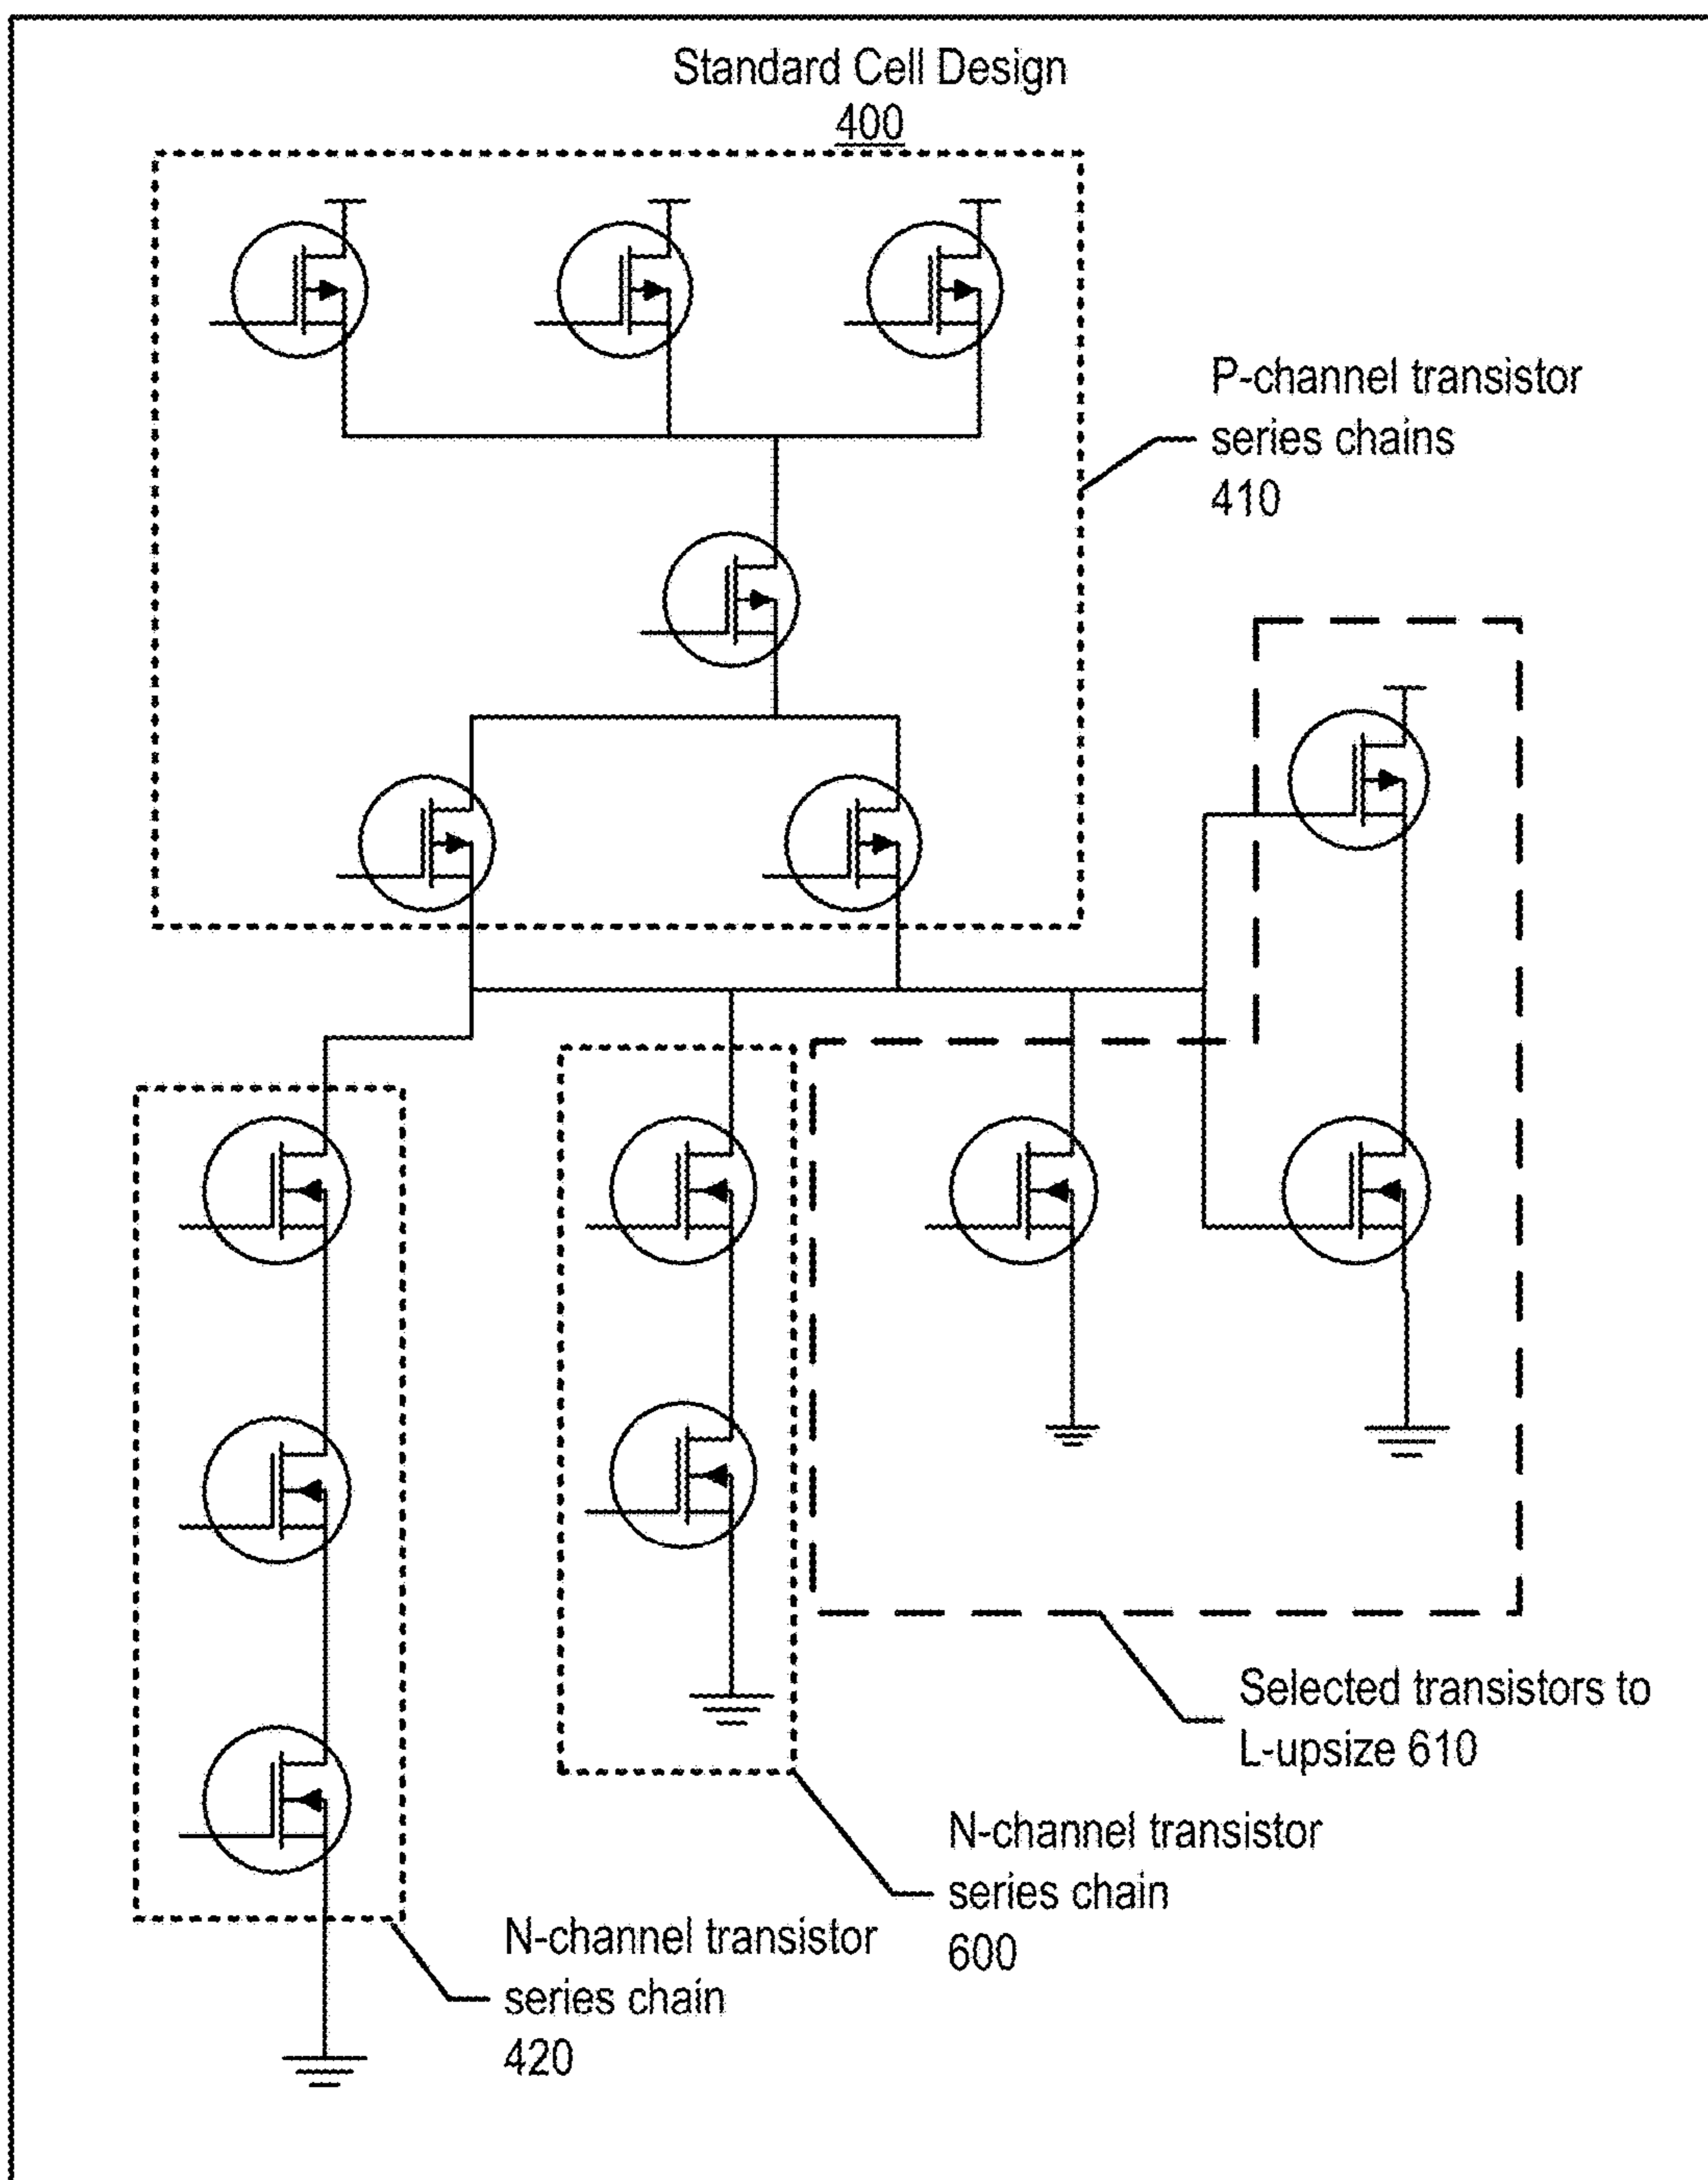 Standard Cell Design
400
P-channel transistor
series chains
410
Selected transistors to
L-upsize 610
N-channel transistor
series chain
600
N-channel transistor
series chain
420